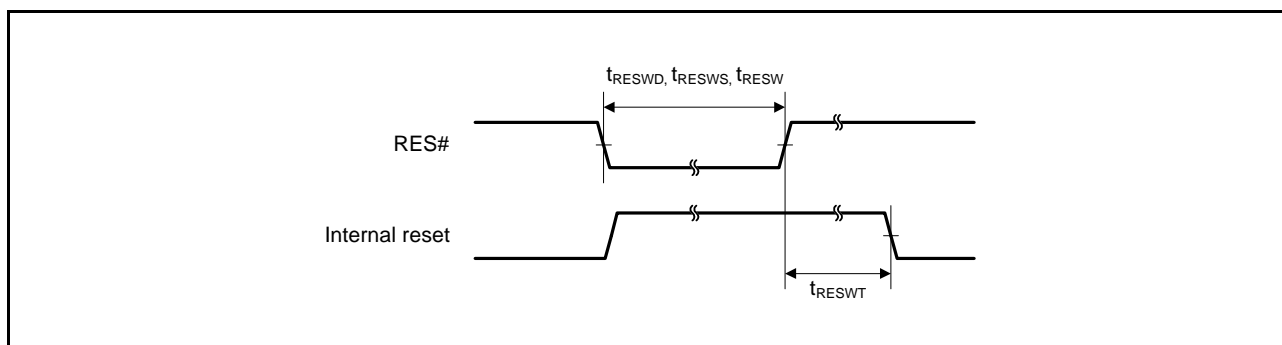 tRESWD, tRESWS, tRESW
RES#
Internal reset
tRESWT